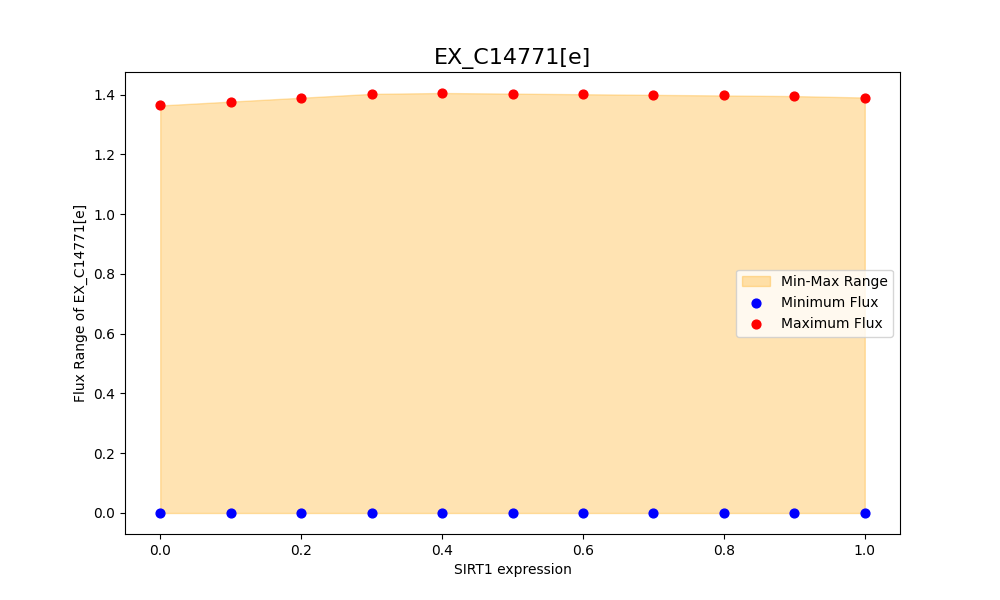 EX_C14771[e]
Flux Range of EX_C14771[e]
1.4
1.2
1.0
0.8
0.6
0.4
0.2
0.0
Min-Max Range
Minimum Flux
Maximum Flux
0.0 0.2 0.4 0.6 0.8 1.0
SIRT1 expression